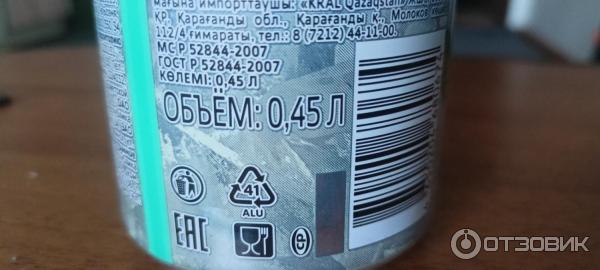 мағына импорттаушы: «KRAL Qazaqstan»
ҚР, Қарағанды обл., Қарағанды қ., Молоков
112/4 ғимараты, тел.: 8 (7212) 44-11-00.
МС Р 52844-2007
ГОСТ Р 52844-2007
КӨЛЕМІ: 0,45 Л
ОБЪЁМ: 0,45 Л
41
ALU
EAC
ОТЗОВИК